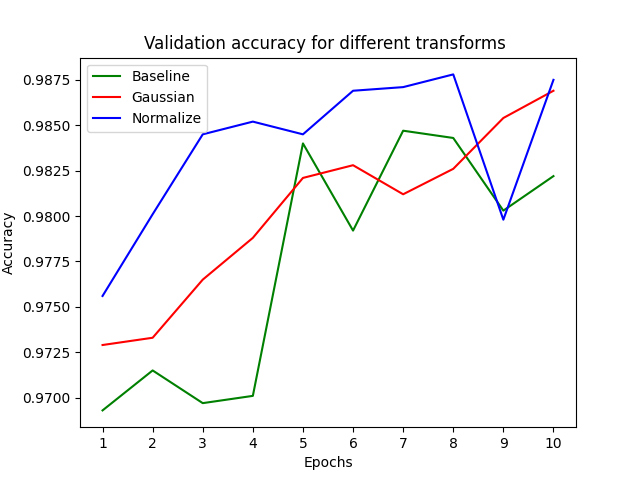 Validation accuracy for different transforms
Baseline
Gaussian
Normalize
Accuracy
0.9875
0.9850
0.9825
0.9800
0.9775
0.9750
0.9725
0.9700
1 2 3 4 5 6 7 8 9 10
Epochs